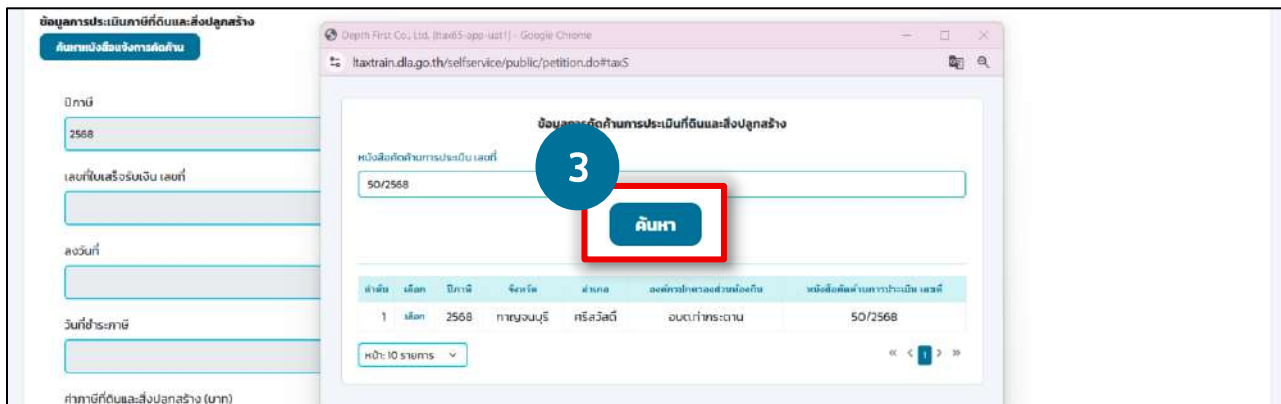 ข้อมูลการประเมินภาษีที่ดินและสิ่งปลูกสร้าง
ค้นหาหนังสือแจ้งการคัดค้าน
ปีภาษี
2568
เลขที่ใบเสร็จรับเงิน เลขที่
ลงวันที่
วันที่ชำระภาษี
ค่าภาษีที่ดินและสิ่งปลูกสร้าง (บาท)
Depth First Co., Ltd. [ltax65-app-uat1] - Google Chrome
ltaxtrain.dla.go.th/selfservice/public/petition.do#tax5
ข้อมูลการคัดค้านการประเมินที่ดินและสิ่งปลูกสร้าง
หนังสือคัดค้านการประเมิน เลขที่
50/2568
3
ค้นหา
ลำดับ เลือก ปีภาษี จังหวัด อำเภอ องค์กรปกครองส่วนท้องถิ่น หนังสือคัดค้านการประเมิน เลขที่
1 เลือก 2568 กาญจนบุรี ศรีสวัสดิ์ อบต.ท่ากระดาน 50/2568
หน้า: 10 รายการ « < 1 > »